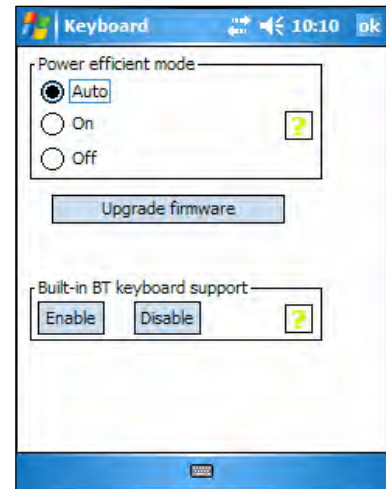 Keyboard 10:10 ok
Power efficient mode
Auto
On
?
Off
Upgrade firmware
Built-in BT keyboard support
Enable Disable ?